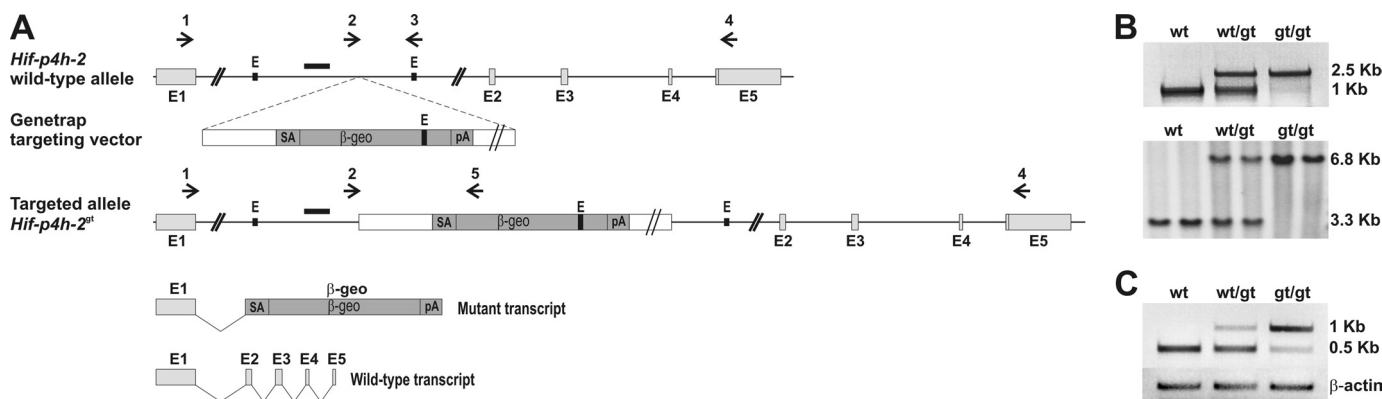 A
1 2 3 4
Hif-p4h-2
wild-type allele
E E
E1 E2 E3 E4 E5
Genetrap
targeting vector
E
SA β-geo pA
1 2 5 4
Targeted allele
Hif-p4h-2gt
E E E
SA β-geo pA
E1 E2 E3 E4 E5
E1 β-geo
SA β-geo pA
Mutant transcript
E1 E2 E3 E4 E5
Wild-type transcript
B
wt wt/gt gt/gt
2.5 Kb
1 Kb
wt wt/gt gt/gt
6.8 Kb
3.3 Kb
C
wt wt/gt gt/gt
1 Kb
0.5 Kb
β-actin